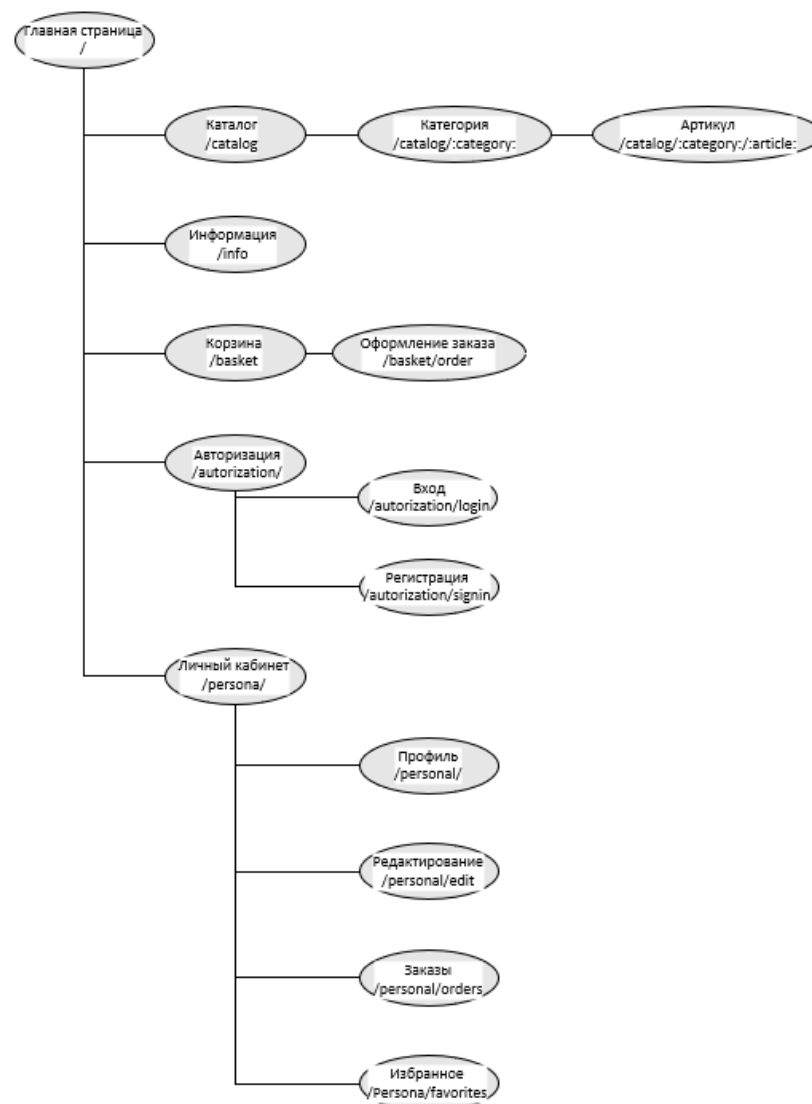 Главная страница
/
Каталог
/catalog
Категория
/catalog/:category:
Артикул
/catalog/:category:/:article:
Информация
/info
Корзина
/basket
Оформление заказа
/basket/order
Авторизация
/autorization/
Вход
/autorization/login
Регистрация
/autorization/signin
Личный кабинет
/persona/
Профиль
/personal/
Редактирование
/personal/edit
Заказы
/personal/orders
Избранное
/Persona/favorites